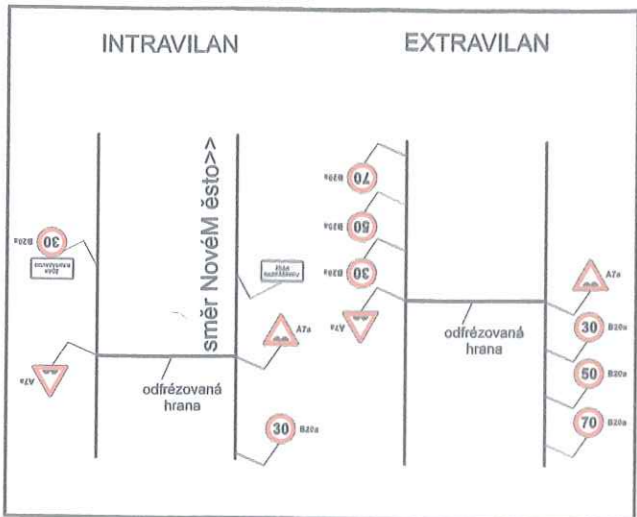 INTRAVILAN
EXTRAVILAN
směr NovéM ěsto>>
B20a
70
B20a
50
B20a
30
A7a
B20a
30
A7a
A7a
A7a
odfrézovaná
hrana
30
B20a
50
B20a
70
B20a
odfrézovaná
hrana
30
B20a